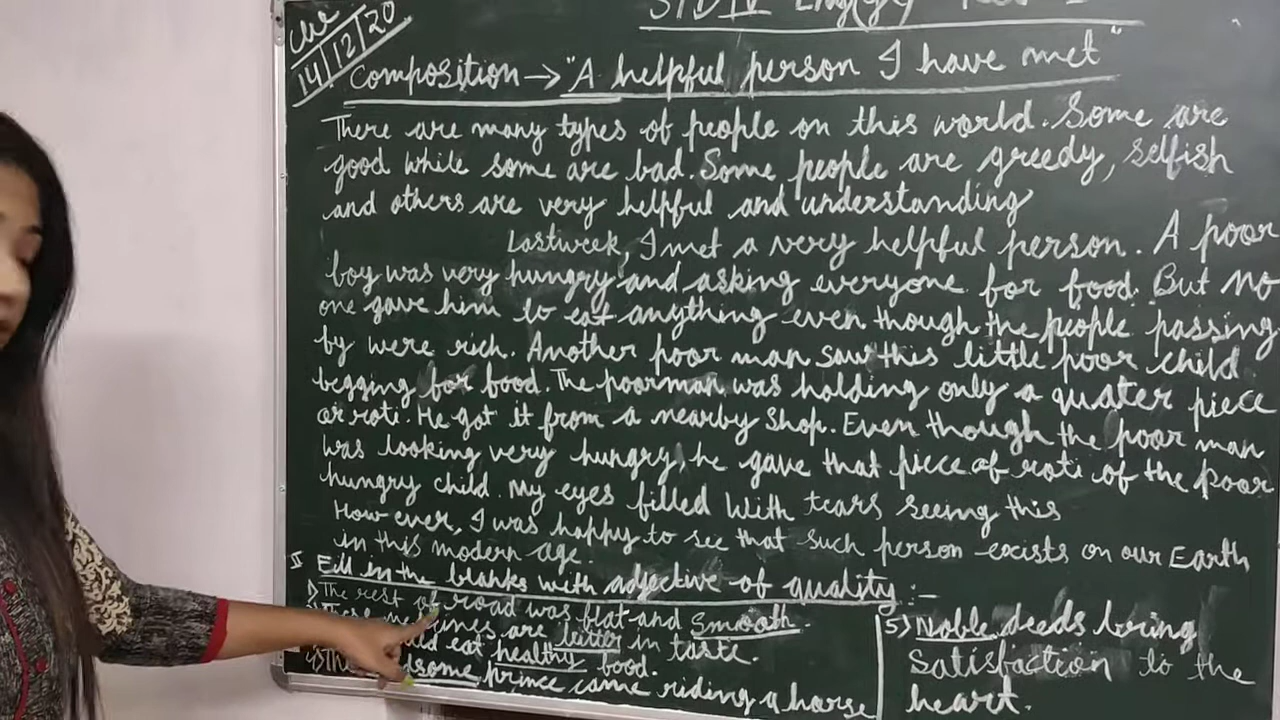 CW
14/12/20
STD IV
Composition → "A helpful person I have met"
There are many types of people on this world. Some are
good while some are bad. Some people are greedy, selfish
and others are very helpful and understanding
Lastweek, I met a very helpful person. A poor
boy was very hungry and asking everyone for food. But no
one gave him to eat anything even though the people passing
by were rich. Another poor man saw this little poor child
begging for food. The poorman was holding only a quater piece
or roti. He got it from a nearby shop. Even though the poor man
was looking very hungry, he gave that piece of roti of the poor
hungry child. My eyes filled with tears seeing this
How ever, I was happy to see that such person exists on our Earth
in this modern age.
II Fill in the blanks with adjective of quality :-
1) The rest of road was flat and smooth.
are in taste.
eat healthy food.
some prince came riding a horse
5) Noble deeds bring
satisfaction to the
heart.